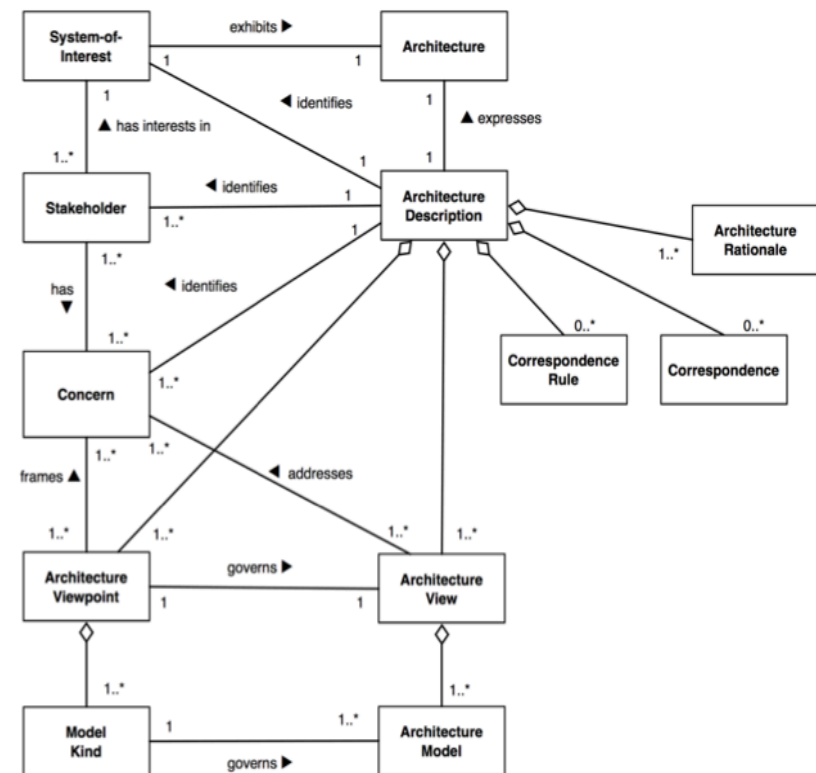 System-of-
Interest
exhibits ▶
Architecture
1
1
1
1
◀ identifies
1
▲ expresses
▲ has interests in
1..*
1
1
Stakeholder
◀ identifies
1
1..*
Architecture
Description
Architecture
Rationale
1..*
1..*
1
has
▼
◀ identifies
1..*
1..*
0..*
0..*
Concern
Correspondence
Rule
Correspondence
1..*
1..*
frames ▲
◀ addresses
1..*
1..*
1..*
1..*
Architecture
Viewpoint
governs ▶
1
1
Architecture
View
1..*
1..*
Model
Kind
1
1..*
governs ▶
Architecture
Model